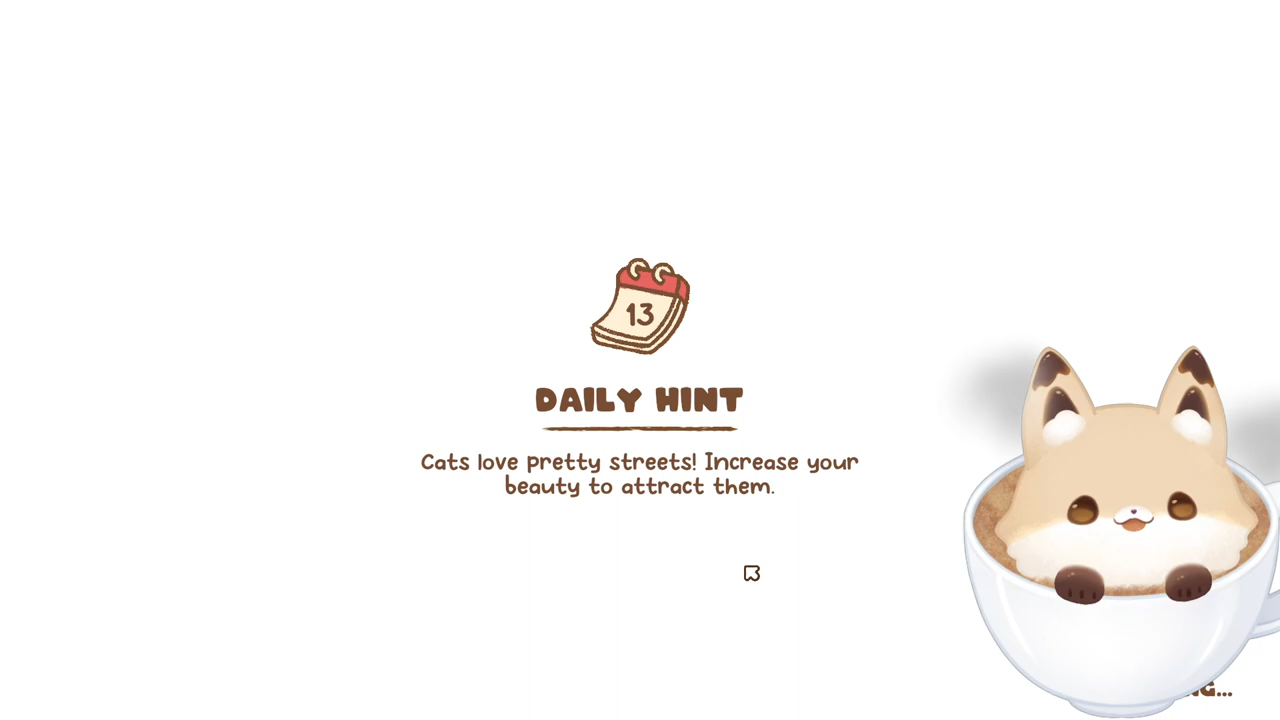 13
DAILY HINT
Cats love pretty streets! Increase your
beauty to attract them.
G...